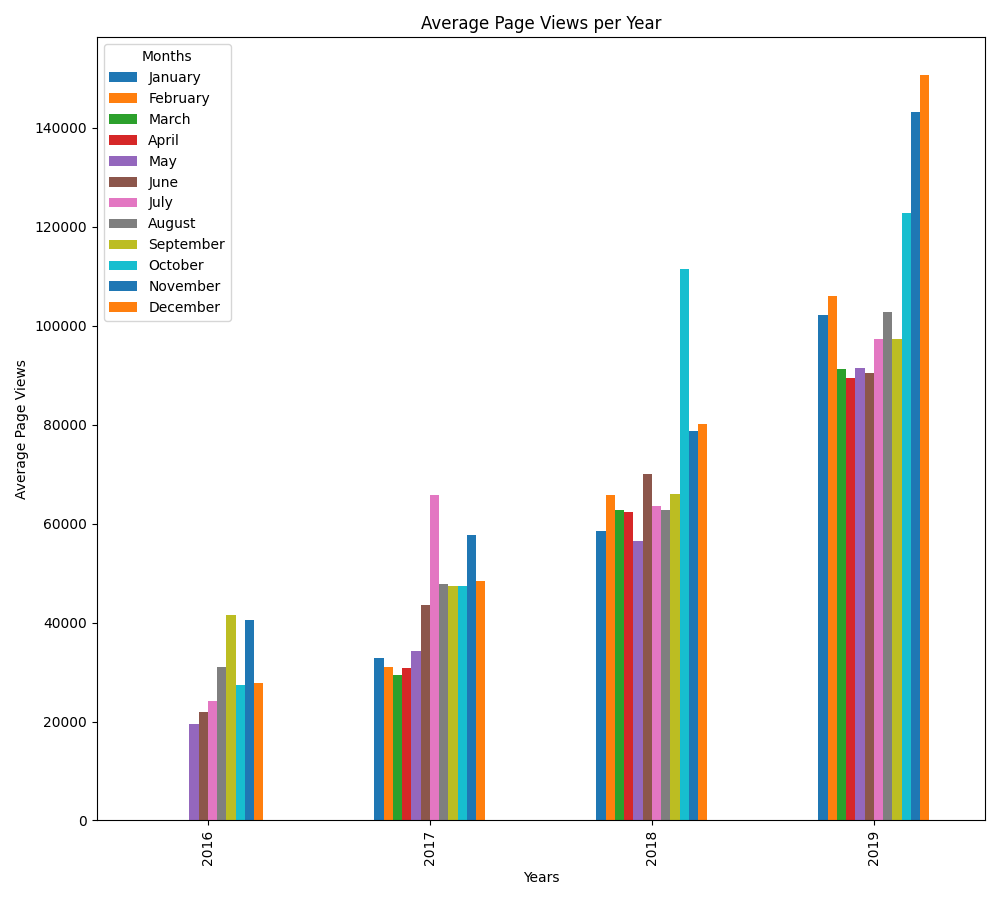 Average Page Views per Year
Months
January
February
March
April
May
June
July
August
September
October
November
December
140000
120000
100000
80000
60000
40000
20000
0
Average Page Views
2016
2017
2018
2019
Years